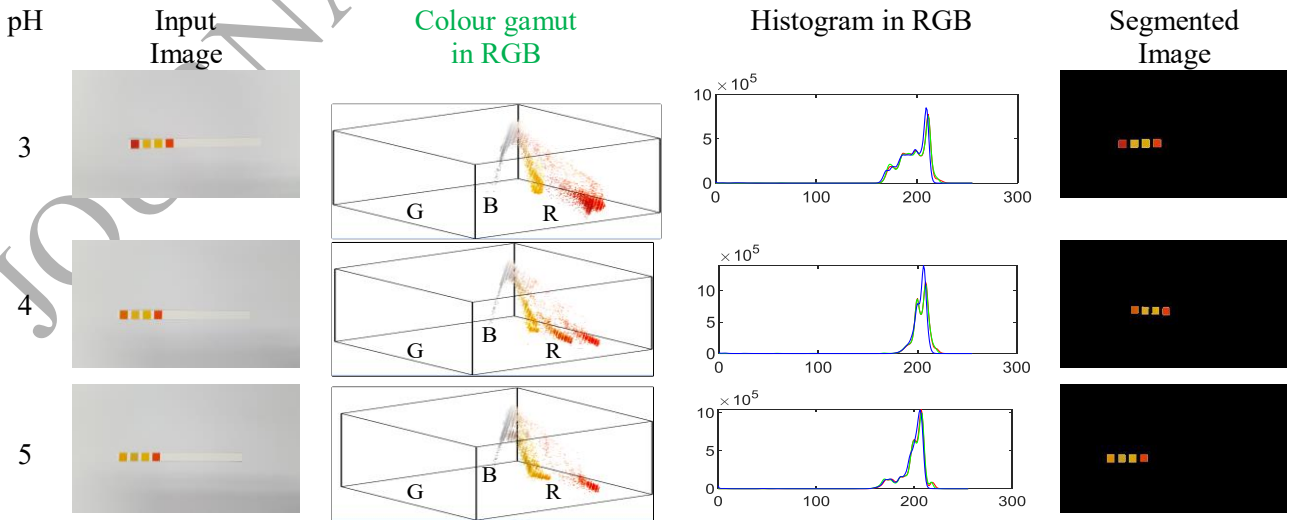 pH
Input
Image
Colour gamut
in RGB
Histogram in RGB
Segmented
Image
3
G
B
R
10 × 10⁵
5
0
0 100 200 300
4
G
B
R
× 10⁵
10
5
0
0 100 200 300
5
G
B
R
10 × 10⁵
5
0
0 100 200 300